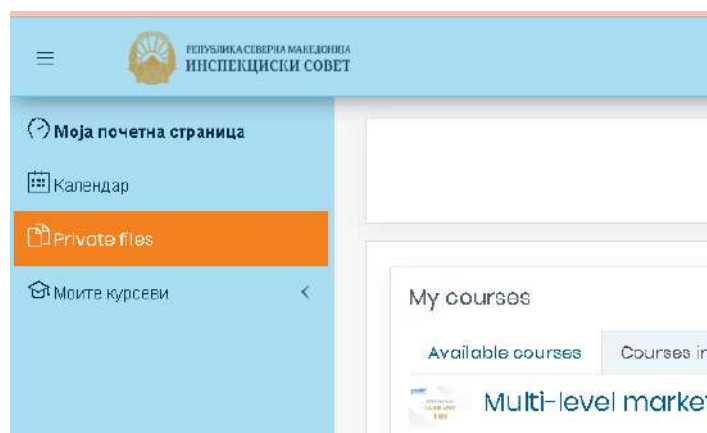 РЕПУБЛИКА СЕВЕРНА МАКЕДОНИЈА
ИНСПЕКЦИСКИ СОВЕТ
Моја почетна страница
Календар
Private files
Моите курсеви
My courses
Available courses Courses in
Multi-level market